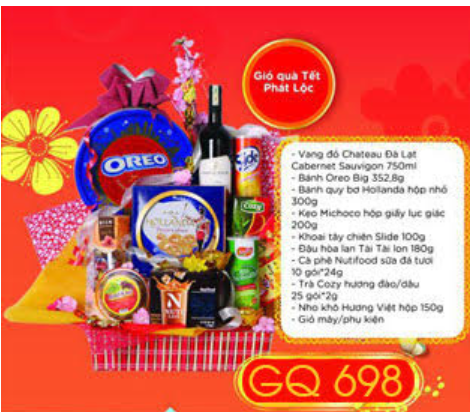 Giỏ quà Tết
Phát Lộc
OREO
Slide
HOLLANDA
Cozy
NUTI
- Vang đỏ Chateau Đà Lạt
Cabernet Sauvigon 750ml
- Bánh Oreo Big 352,8g
- Bánh quy bơ Hollanda hộp nhỏ
300g
- Kẹo Michoco hộp giấy lục giác
200g
- Khoai tây chiên Slide 100g
- Đậu hòa lan Tài Tài lon 180g
- Cà phê Nutifood sữa đá tươi
10 gói*24g
- Trà Cozy hương đào/dâu
25 gói*2g
- Nho khô Hương Việt hộp 150g
- Giỏ mây/phụ kiện
GQ 698